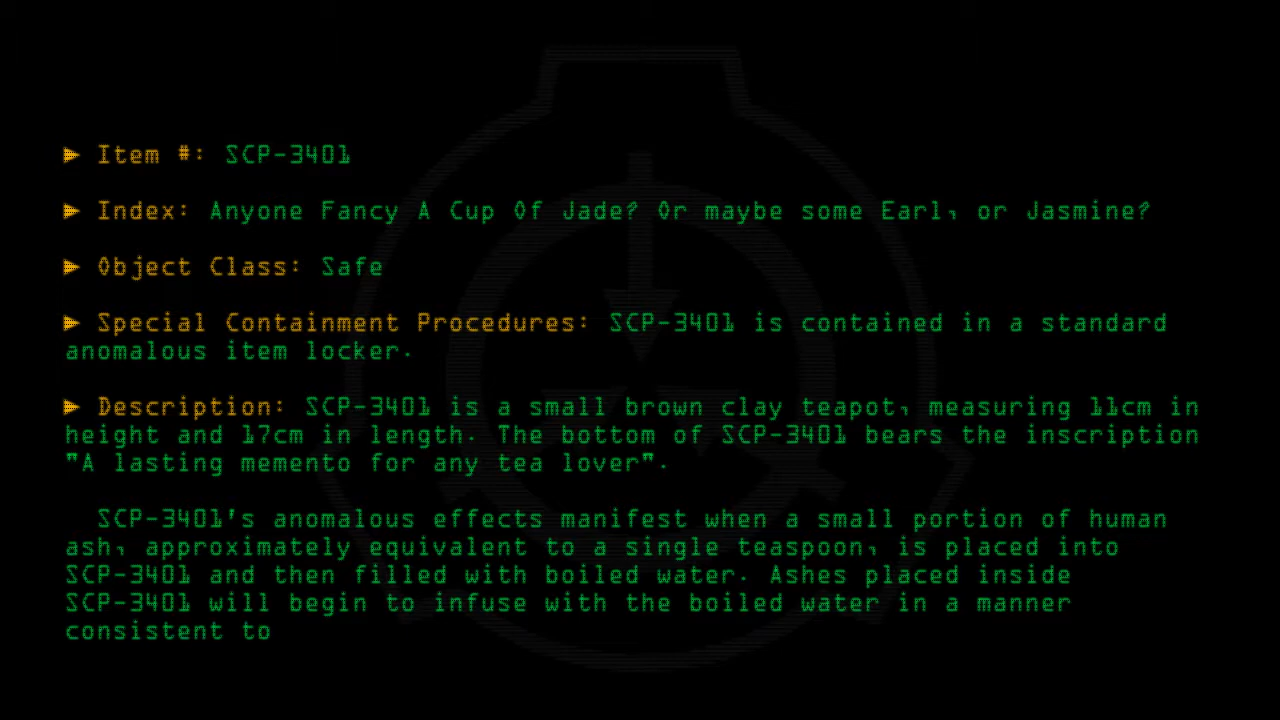 ► Item #: SCP-3401
► Index: Anyone Fancy A Cup Of Jade? Or maybe some Earl, or Jasmine?
► Object Class: Safe
► Special Containment Procedures: SCP-3401 is contained in a standard
anomalous item locker.
► Description: SCP-3401 is a small brown clay teapot, measuring 11cm in
height and 17cm in length. The bottom of SCP-3401 bears the inscription
"A lasting memento for any tea lover".
SCP-3401's anomalous effects manifest when a small portion of human
ash, approximately equivalent to a single teaspoon, is placed into
SCP-3401 and then filled with boiled water. Ashes placed inside
SCP-3401 will begin to infuse with the boiled water in a manner
consistent to